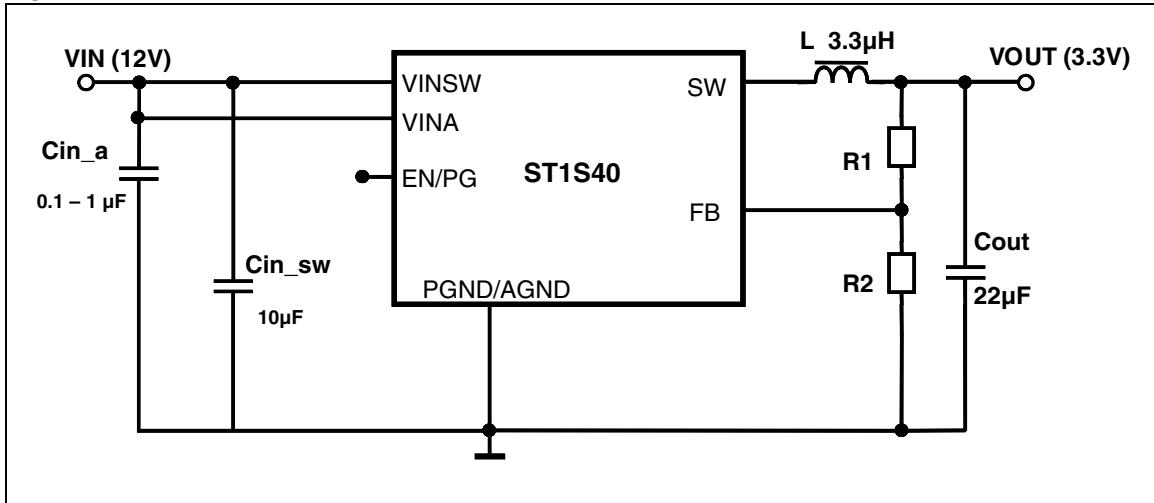 VIN (12V)
Cin_a
0.1 – 1 µF
Cin_sw
10µF
VINSW
VINA
EN/PG
ST1S40
SW
FB
PGND/AGND
L 3.3µH
VOUT (3.3V)
R1
R2
Cout
22µF